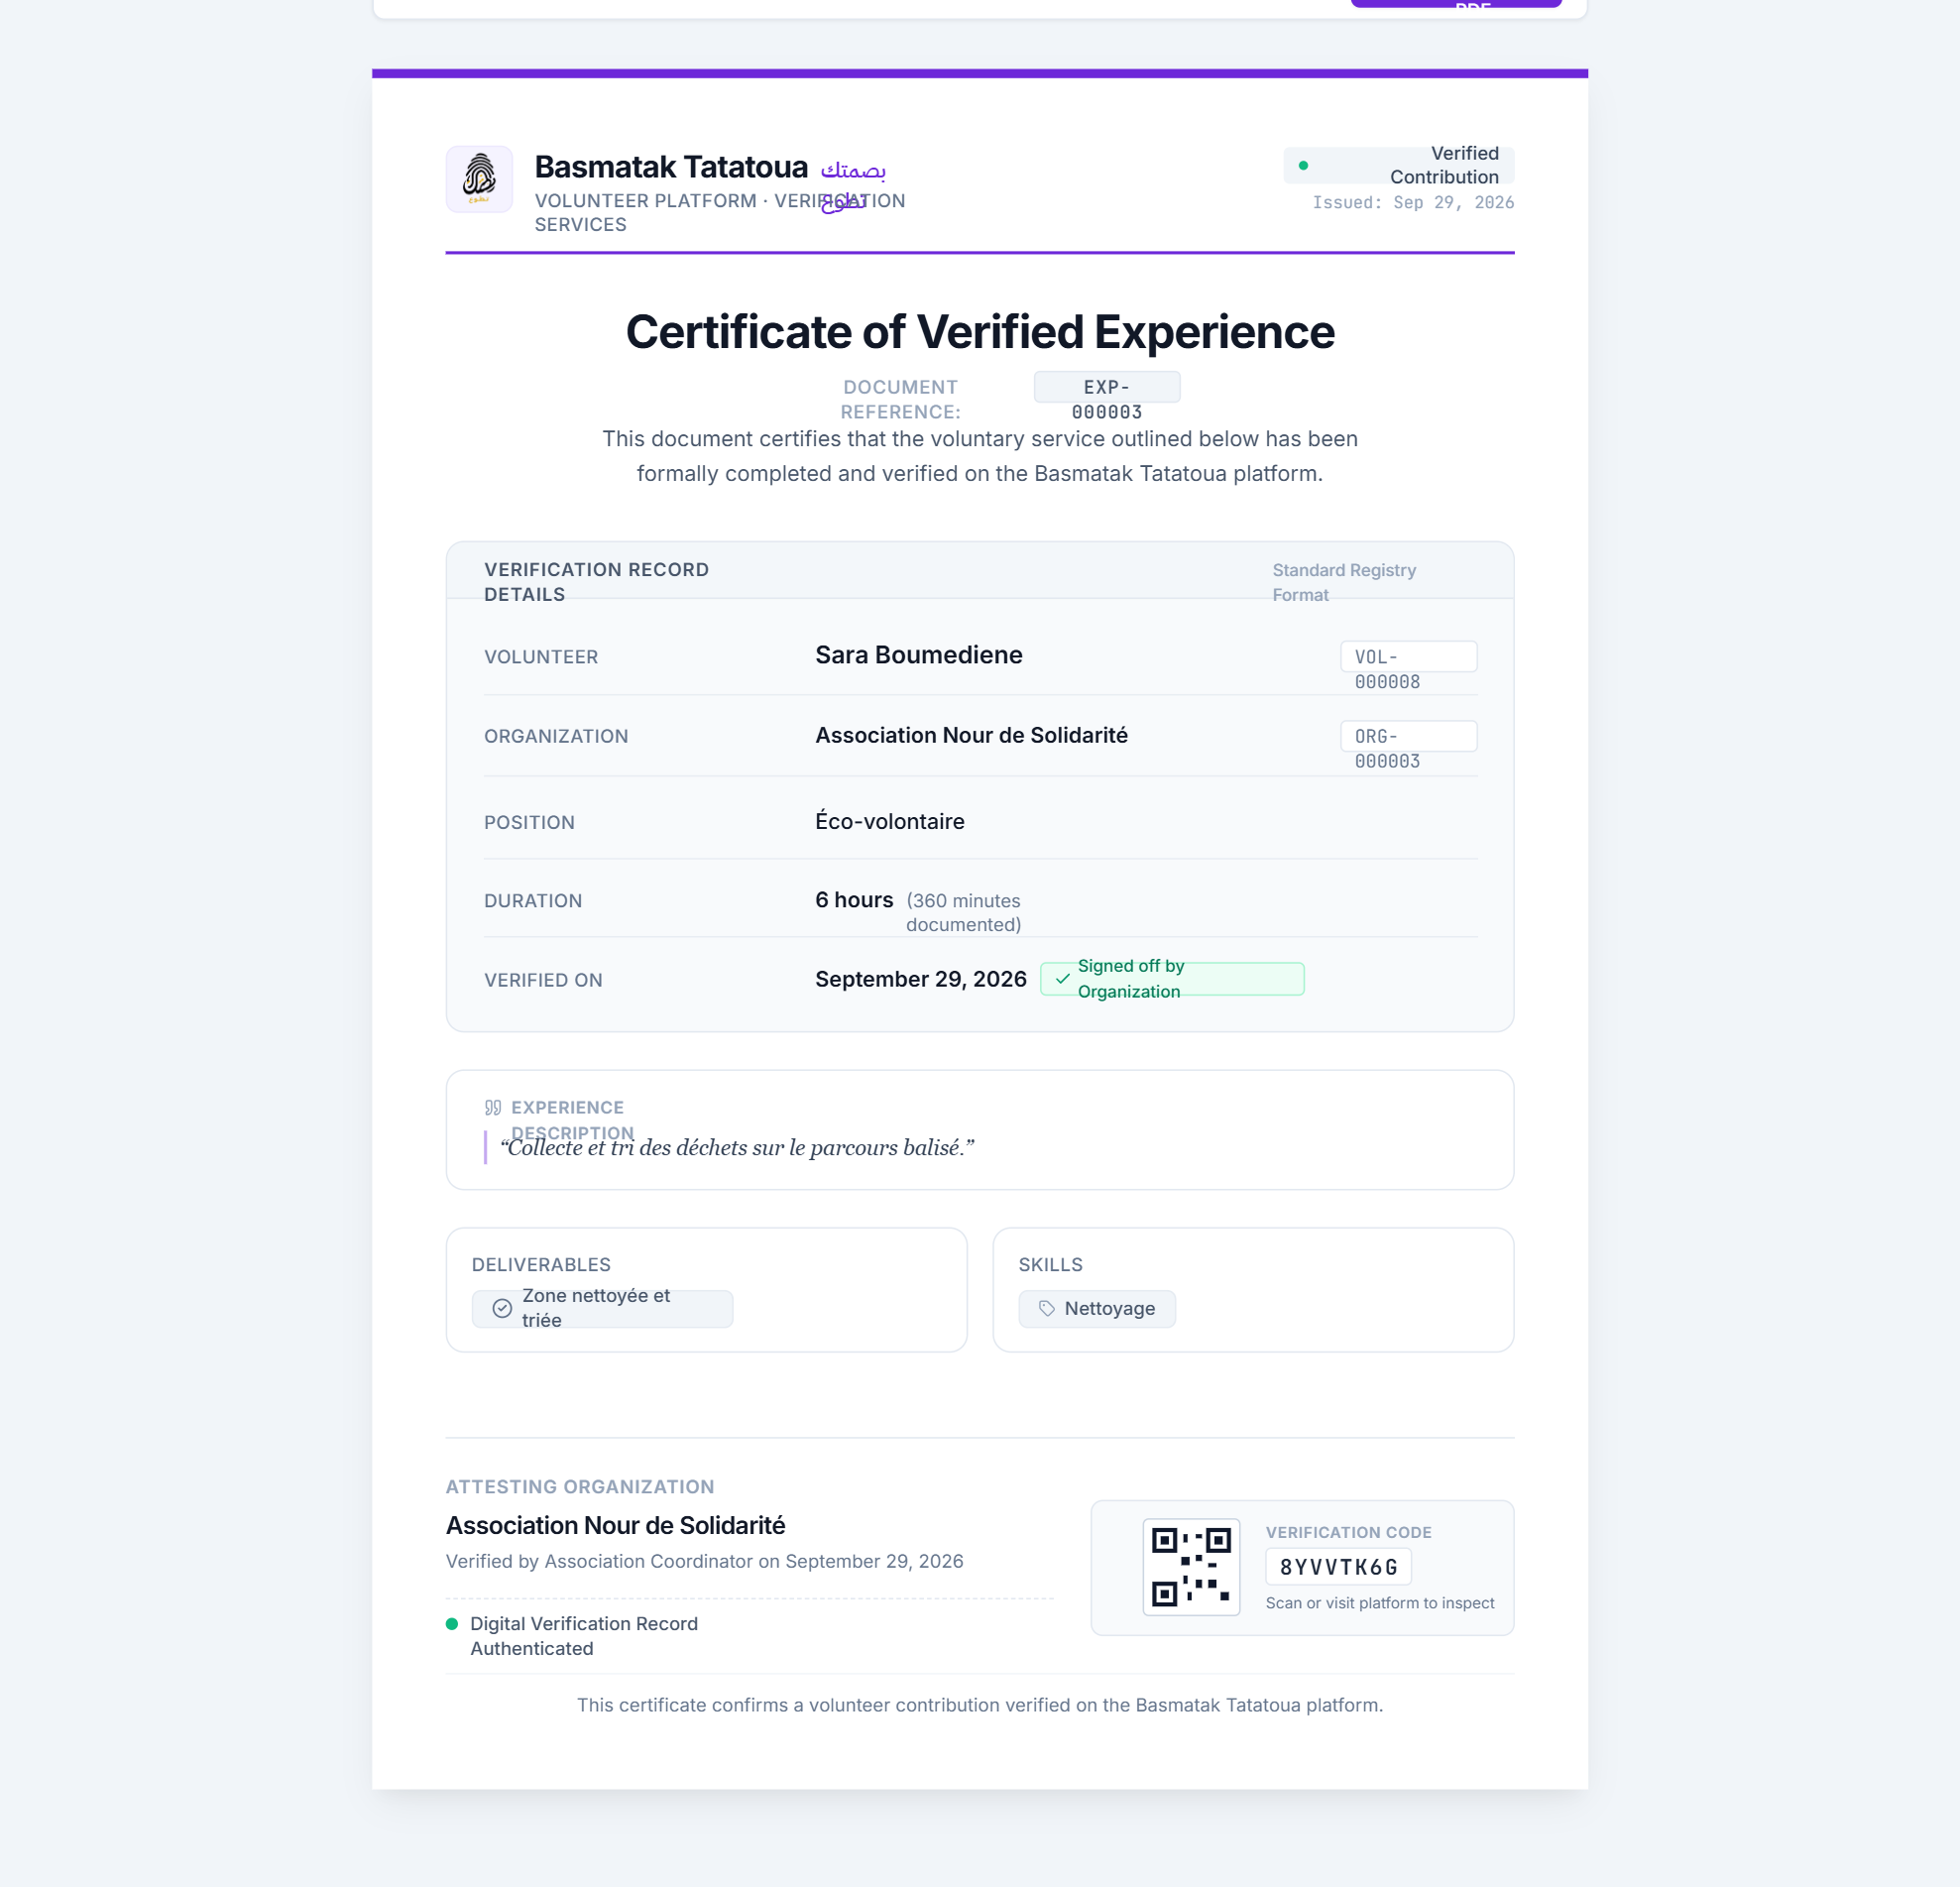 Basmatak Tatatoua بصمتك
تطوع
VOLUNTEER PLATFORM · VERIFICATION
SERVICES
Verified
Contribution
Issued: Sep 29, 2026
Certificate of Verified Experience
DOCUMENT
REFERENCE:
EXP-
000003
This document certifies that the voluntary service outlined below has been
formally completed and verified on the Basmatak Tatatoua platform.
VERIFICATION RECORD
DETAILS
Standard Registry
Format
VOLUNTEER
Sara Boumediene
VOL-
000008
ORGANIZATION
Association Nour de Solidarité
ORG-
000003
POSITION
Éco-volontaire
DURATION
6 hours (360 minutes
documented)
VERIFIED ON
September 29, 2026
Signed off by
Organization
EXPERIENCE
DESCRIPTION
“Collecte et tri des déchets sur le parcours balisé.”
DELIVERABLES
Zone nettoyée et
triée
SKILLS
Nettoyage
ATTESTING ORGANIZATION
Association Nour de Solidarité
Verified by Association Coordinator on September 29, 2026
Digital Verification Record
Authenticated
VERIFICATION CODE
8YVVTK6G
Scan or visit platform to inspect
This certificate confirms a volunteer contribution verified on the Basmatak Tatatoua platform.